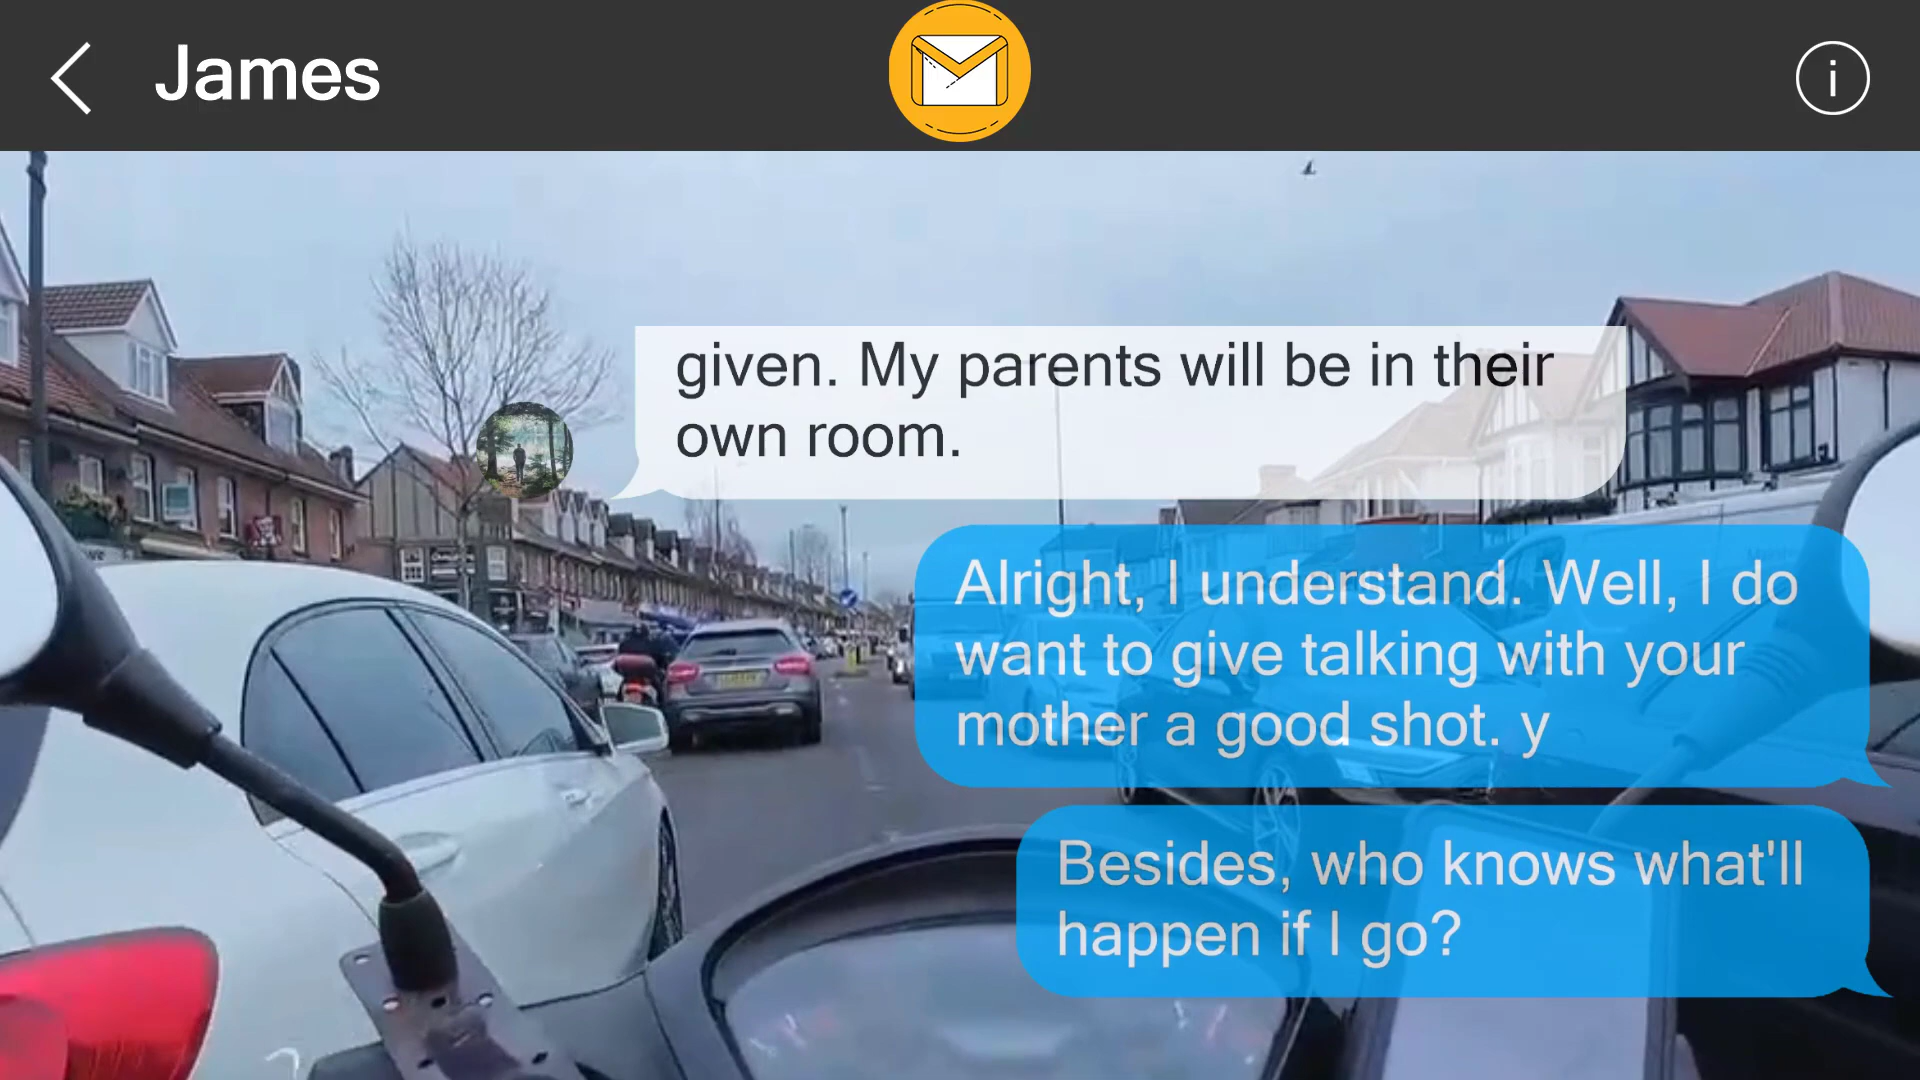 James
given. My parents will be in their
own room.
Alright, I understand. Well, I do
want to give talking with your
mother a good shot. y
Besides, who knows what'll
happen if I go?